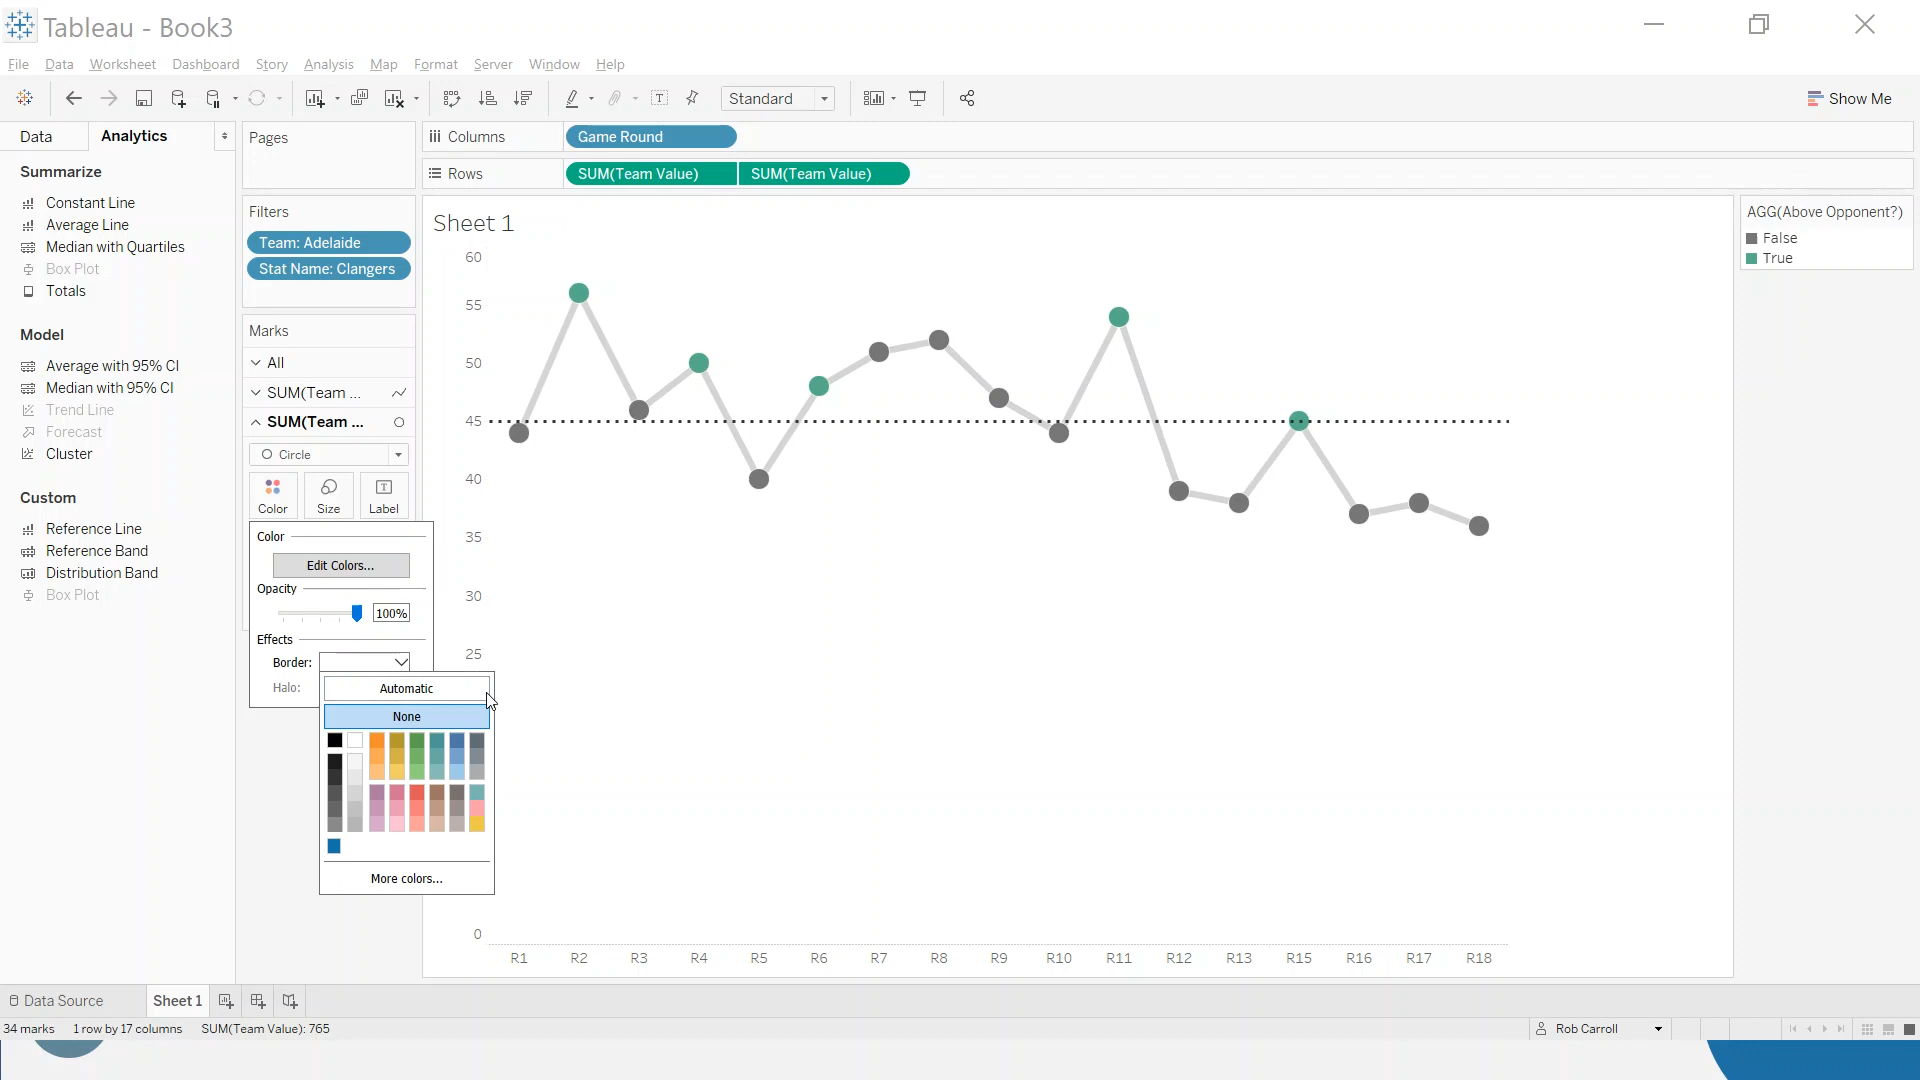 Tableau - Book3
File Data Worksheet Dashboard Story Analysis Map Format Server Window Help
Standard
Show Me
Data Analytics
Summarize
Constant Line
Average Line
Median with Quartiles
Box Plot
Totals
Model
Average with 95% CI
Median with 95% CI
Trend Line
Forecast
Cluster
Custom
Reference Line
Reference Band
Distribution Band
Box Plot
Pages
Filters
Team: Adelaide
Stat Name: Clangers
Marks
All
SUM(Team ...
SUM(Team ...
Circle
Color Size Label
Color
Edit Colors...
Opacity
100%
Effects
Border:
Halo:
Automatic
None
More colors...
Columns Game Round
Rows SUM(Team Value) SUM(Team Value)
Sheet 1
60
55
50
45
40
35
30
25
0
R1 R2 R3 R4 R5 R6 R7 R8 R9 R10 R11 R12 R13 R15 R16 R17 R18
AGG(Above Opponent?)
False
True
Data Source Sheet 1
34 marks 1 row by 17 columns SUM(Team Value): 765
Rob Carroll